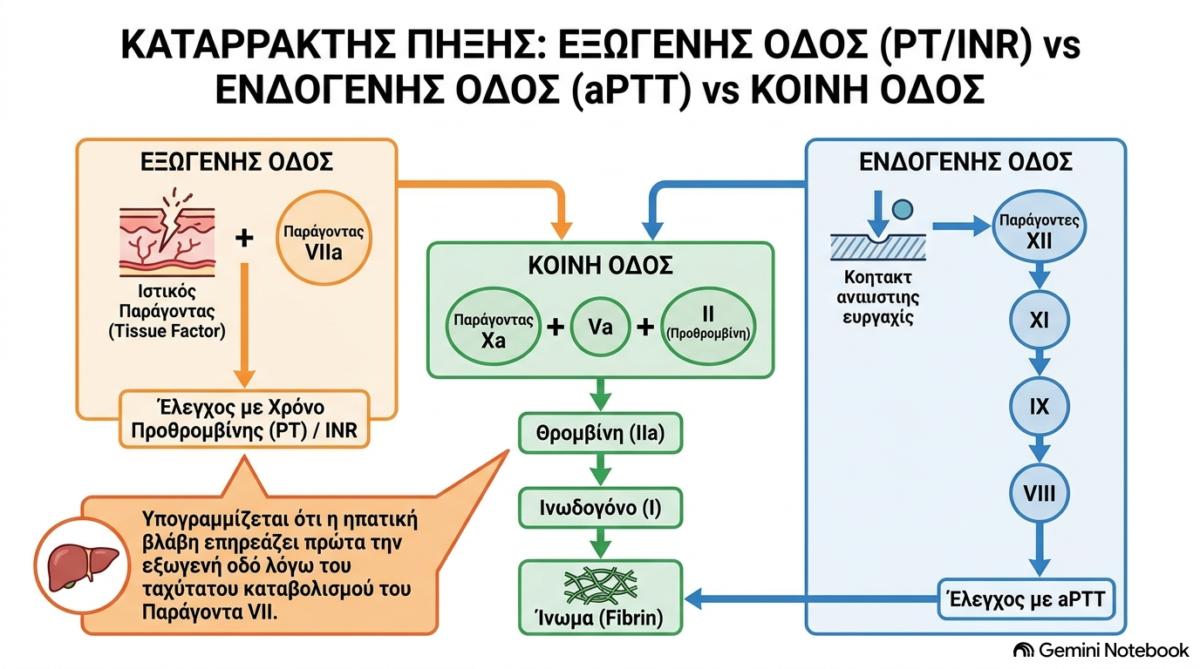 ΚΑΤΑΡΡΑΚΤΗΣ ΠΗΞΗΣ: ΕΞΩΓΕΝΗΣ ΟΔΟΣ (PT/INR) vs
ΕΝΔΟΓΕΝΗΣ ΟΔΟΣ (aPTT) vs ΚΟΙΝΗ ΟΔΟΣ
ΕΞΩΓΕΝΗΣ ΟΔΟΣ
+
Παράγοντας
VIIa
Ιστικός
Παράγοντας
(Tissue Factor)
Έλεγχος με Χρόνο
Προθρομβίνης (PT) / INR
Υπογραμμίζεται ότι η ηπατική
βλάβη επηρεάζει πρώτα την
εξωγενή οδό λόγω του
ταχύτατου καταβολισμού του
Παράγοντα VII.
ΚΟΙΝΗ ΟΔΟΣ
Παράγοντας
Xa
+
Va
+
II
(Προθρομβίνη)
Θρομβίνη (IIa)
Ινωδογόνο (I)
Ίνωμα (Fibrin)
ΕΝΔΟΓΕΝΗΣ ΟΔΟΣ
Κοητακτ
αναιιστιης
ευργαχίς
Παράγοντες
XII
XI
IX
VIII
Έλεγχος με aPTT
Gemini Notebook